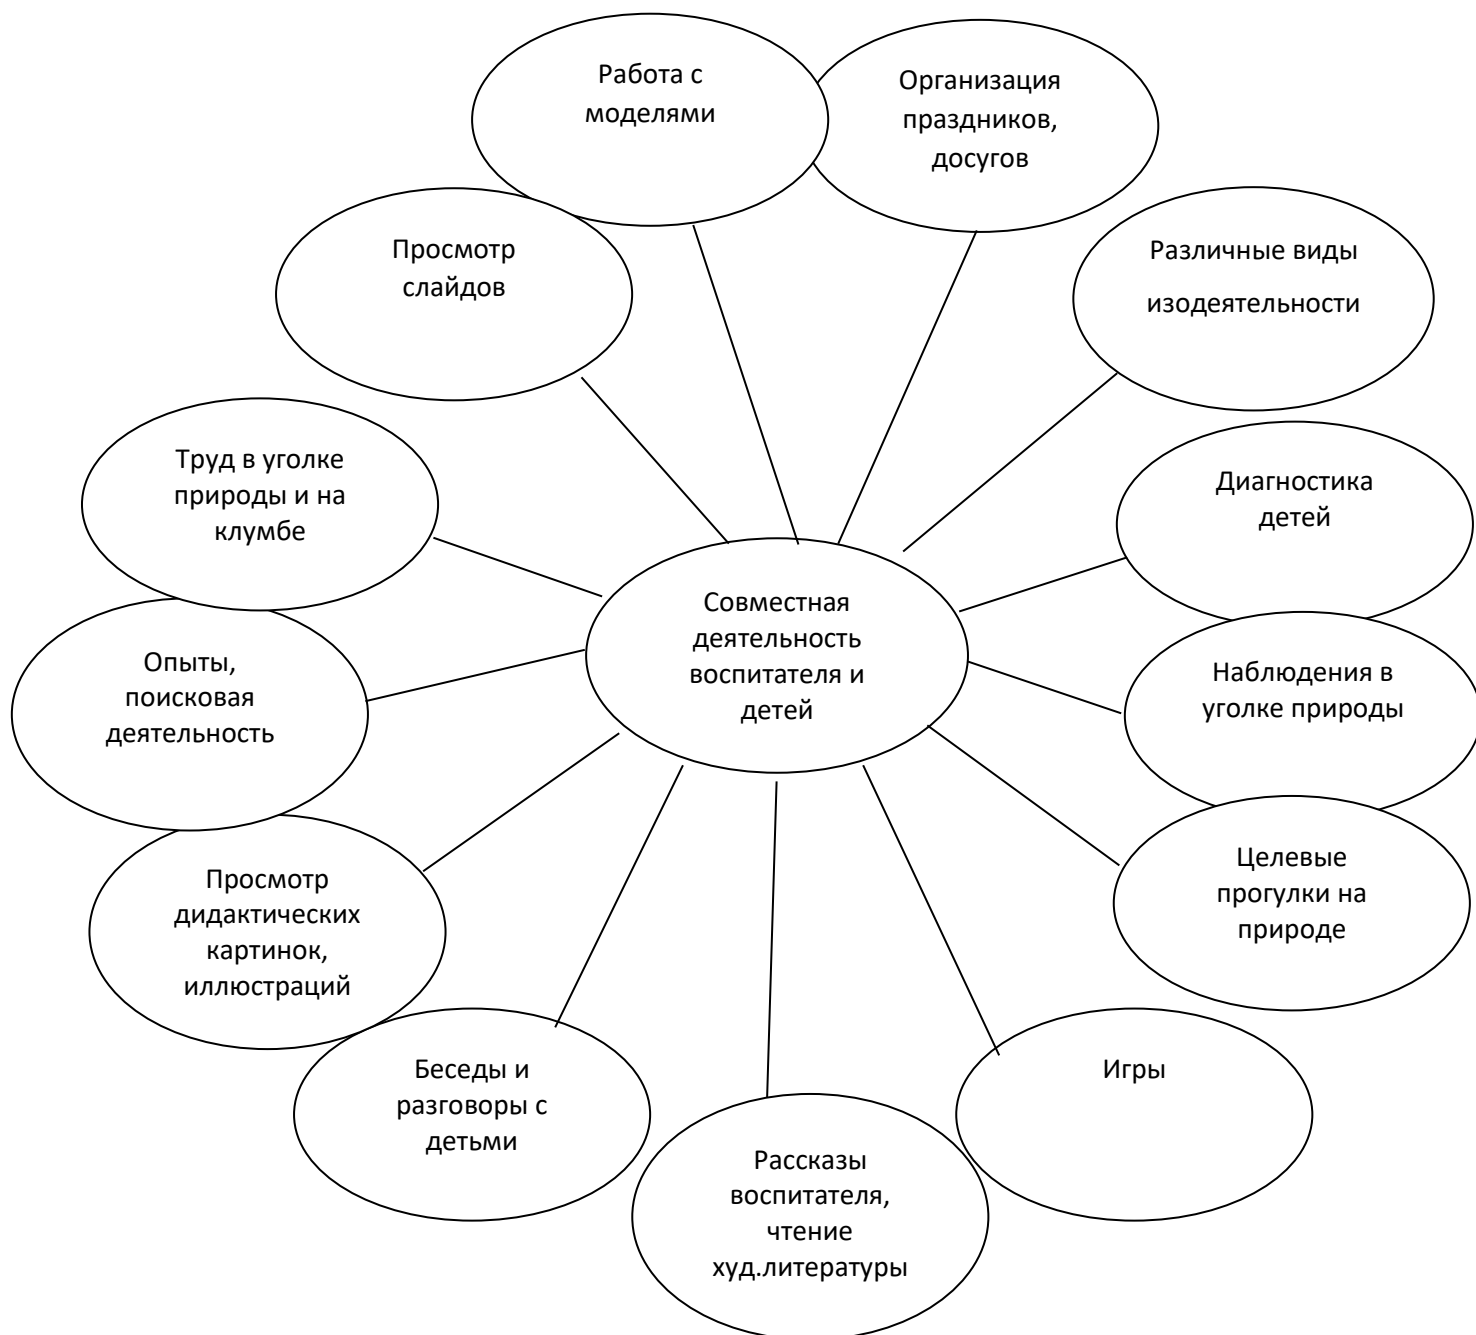 Работа с
моделями
Организация
праздников,
досугов
Просмотр
слайдов
Различные виды
изодеятельности
Труд в уголке
природы и на
клумбе
Диагностика
детей
Совместная
деятельность
воспитателя и
детей
Опыты,
поисковая
деятельность
Наблюдения в
уголке природы
Просмотр
дидактических
картинок,
иллюстраций
Целевые
прогулки на
природе
Беседы и
разговоры с
детьми
Игры
Рассказы
воспитателя,
чтение
худ.литературы